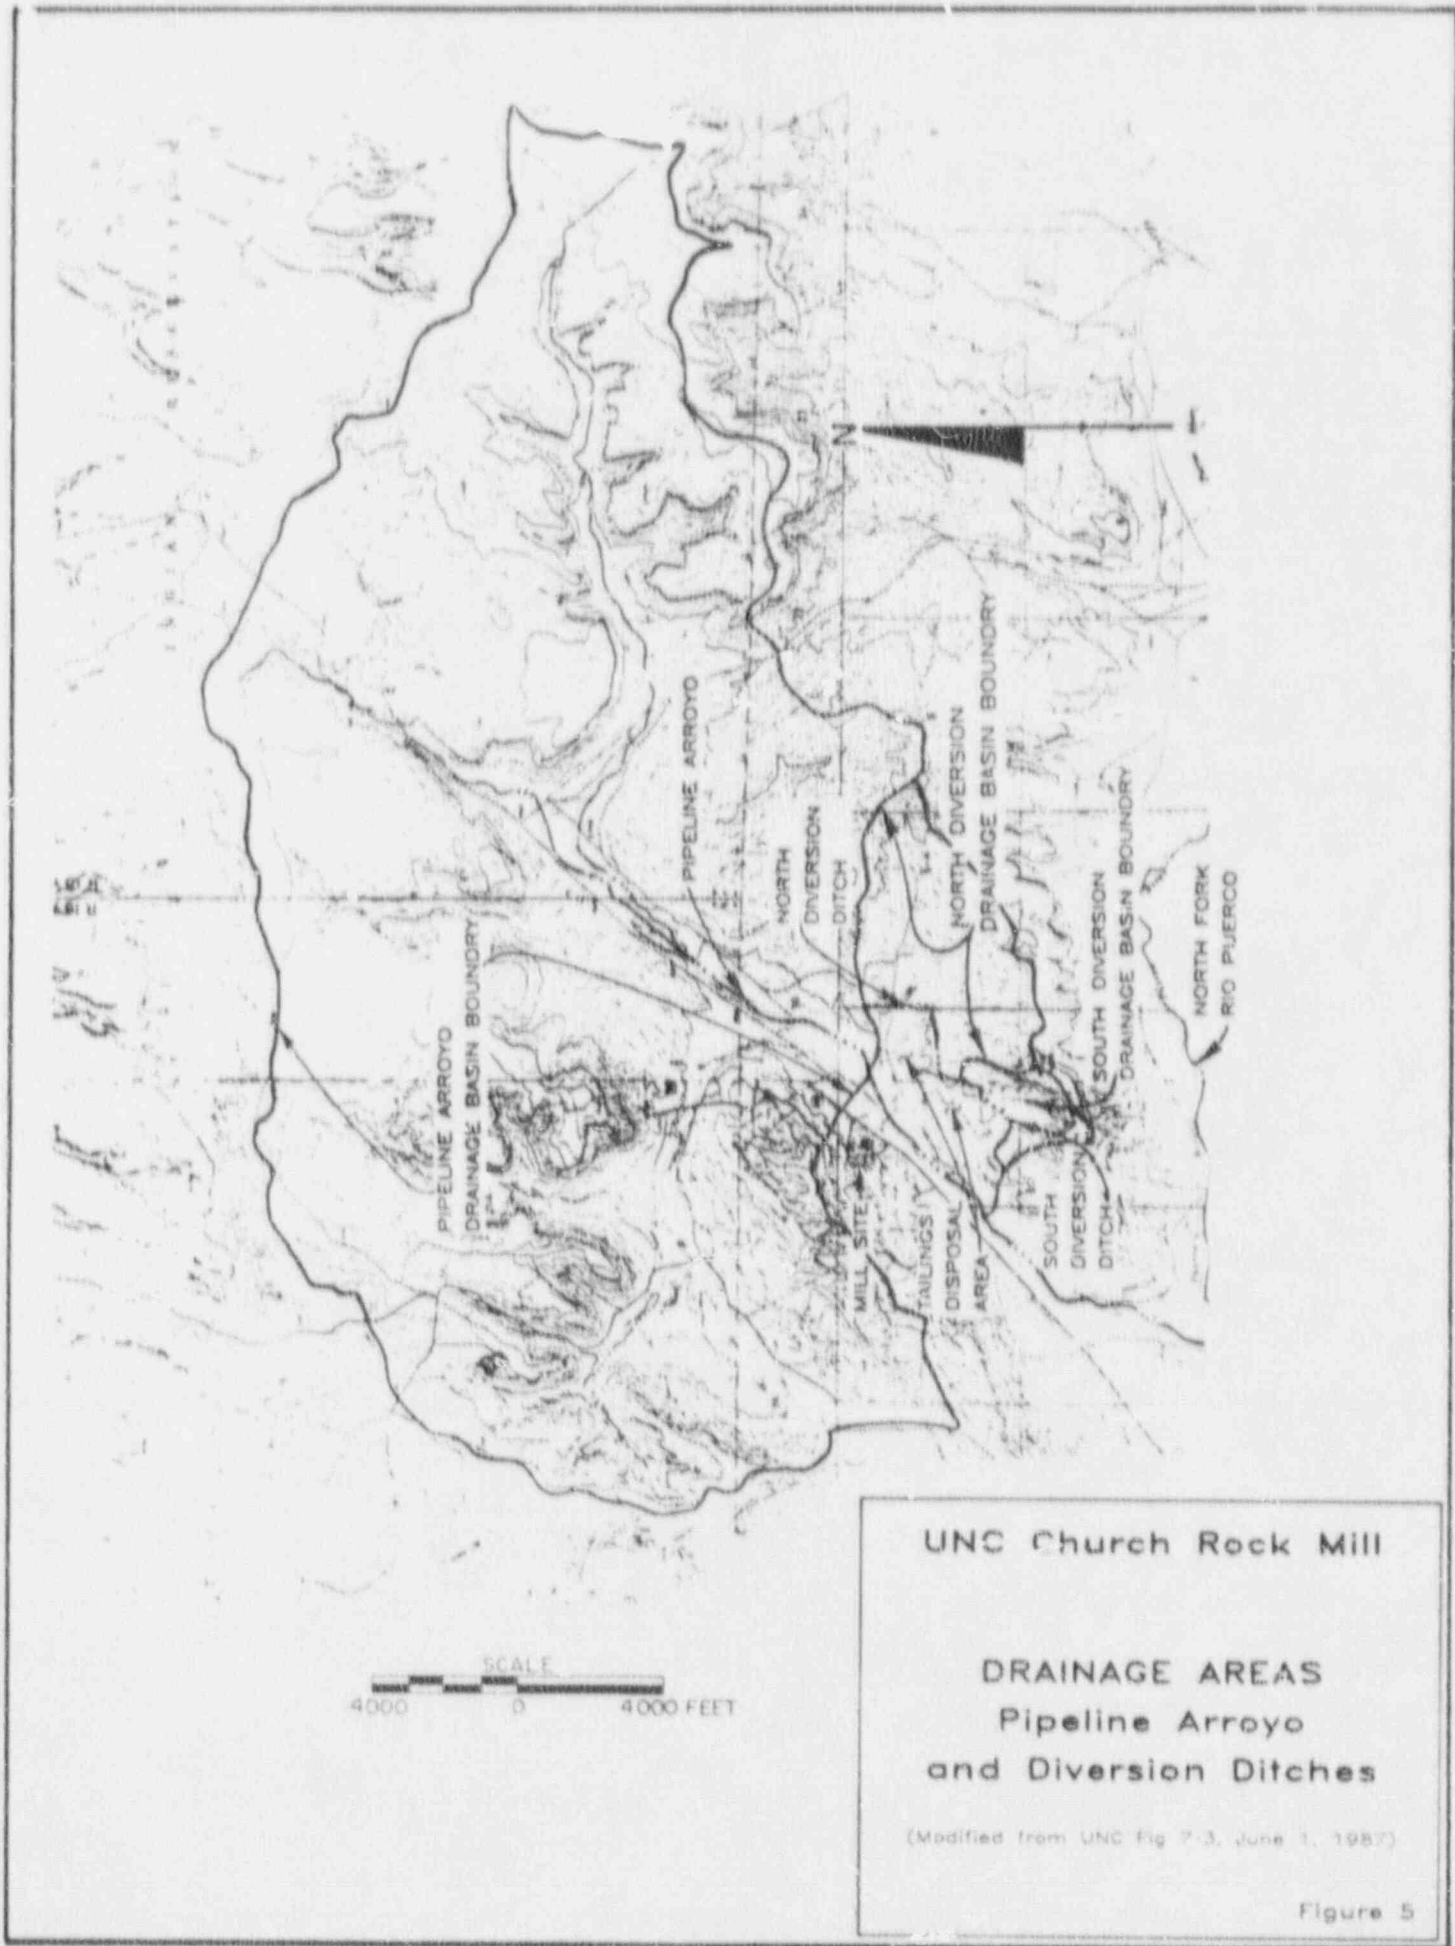 PIPELINE ARROYO
DRAINAGE BASIN BOUNDRY
PIPELINE ARROYO
NORTH
DIVERSION
DITCH
NORTH DIVERSION
DRAINAGE BASIN BOUNDRY
SOUTH DIVERSION
DRAINAGE BASIN BOUNDRY
NORTH FORK
RIO PUERCO
MILL SITE
TAILINGS
DISPOSAL
AREA
SOUTH
DIVERSION
DITCH
N
SCALE
4000 0 4000 FEET
UNC Church Rock Mill
DRAINAGE AREAS
Pipeline Arroyo
and Diversion Ditches
(Modified from UNC Fig 7-3, June 1, 1987)
Figure 5